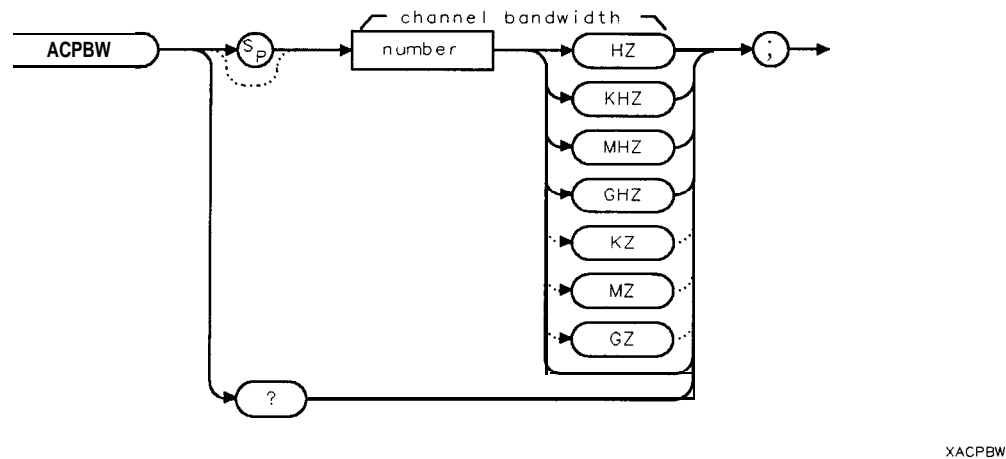 channel bandwidth
ACPBW
SP
number
HZ
;
KHZ
MHZ
GHZ
KZ
MZ
GZ
?
XACPBW